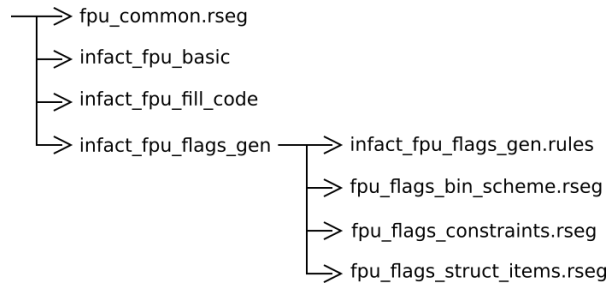 fpu_common.rseg
infact_fpu_basic
infact_fpu_fill_code
infact_fpu_flags_gen
infact_fpu_flags_gen.rules
fpu_flags_bin_scheme.rseg
fpu_flags_constraints.rseg
fpu_flags_struct_items.rseg